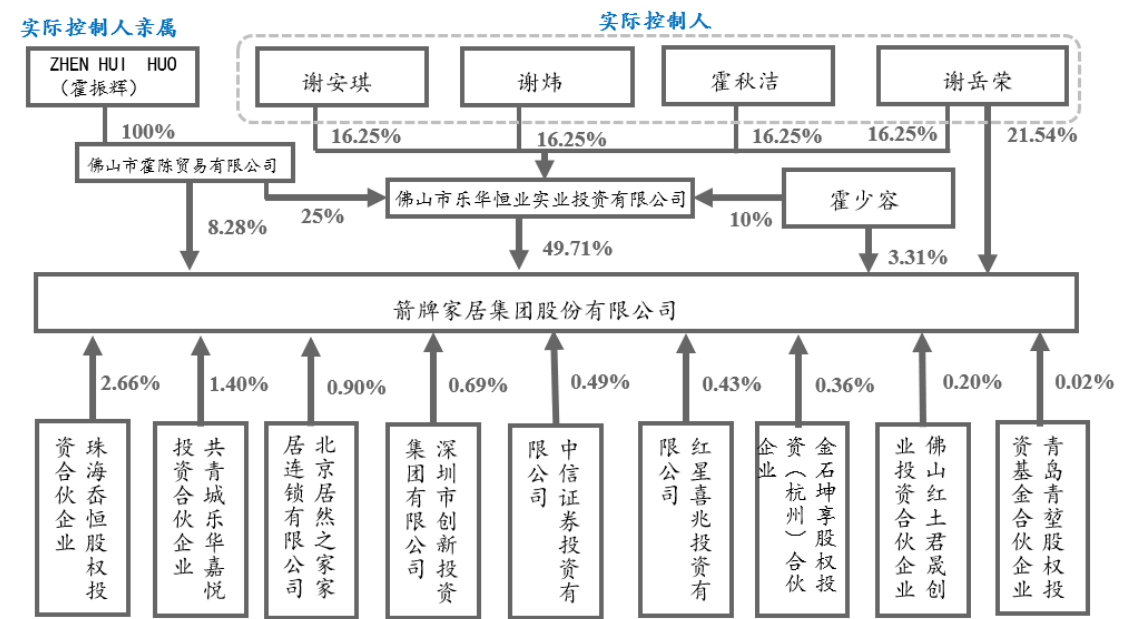 实际控制人亲属
实际控制人
ZHEN HUI HUO
（霍振辉）
谢安琪
谢炜
霍秋洁
谢岳荣
100%
16.25%
16.25%
16.25%
16.25%
21.54%
佛山市霍陈贸易有限公司
佛山市乐华恒业实业投资有限公司
霍少容
25%
10%
8.28%
49.71%
3.31%
箭牌家居集团股份有限公司
2.66%
1.40%
0.90%
0.69%
0.49%
0.43%
0.36%
0.20%
0.02%
珠海岙恒股权投
资合伙企业
共青城乐华嘉悦
投资合伙企业
北京居然之家家
居连锁有限公司
深圳市创新投资
集团有限公司
中信证券投资有
限公司
红星喜兆投资有
限公司
金石坤享股权投
资（杭州）合伙
企业
佛山红土君晟创
业投资合伙企业
青岛青堃股权投
资基金合伙企业